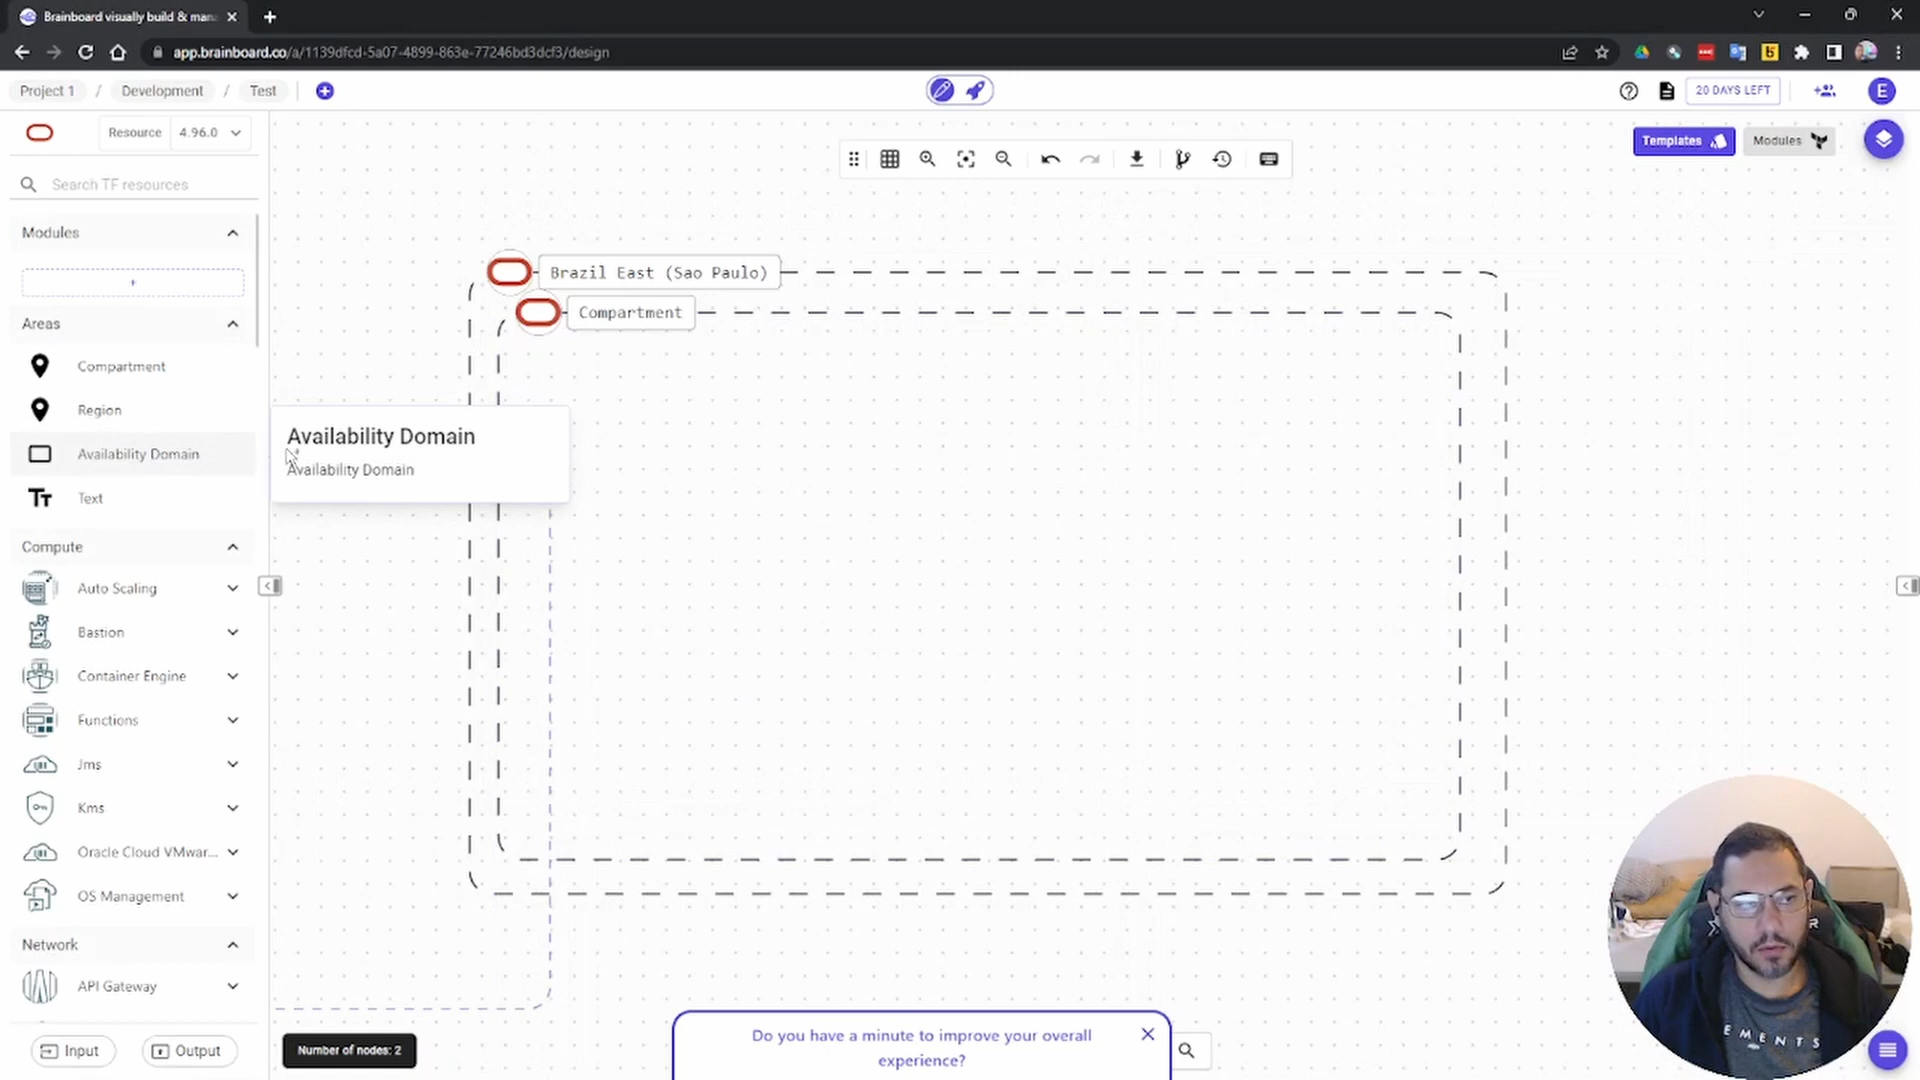 Brainboard visually build & mana
app.brainboard.co/a/1139dfcd-5a07-4899-863e-77246bd3dcf3/design
Project 1 / Development / Test
20 DAYS LEFT
E
Resource 4.96.0
Templates
Modules
Search TF resources
Modules
+
Areas
Compartment
Region
Availability Domain
Text
Compute
Auto Scaling
Bastion
Container Engine
Functions
Jms
Kms
Oracle Cloud VMwar...
OS Management
Network
API Gateway
Input
Output
Brazil East (Sao Paulo)
Compartment
Availability Domain
Availability Domain
Number of nodes: 2
Do you have a minute to improve your overall
experience?
EMENTS